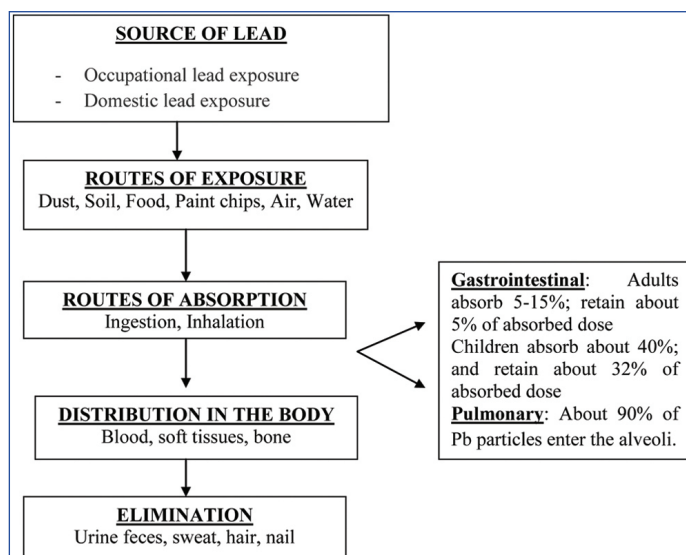 SOURCE OF LEAD
- Occupational lead exposure
- Domestic lead exposure
ROUTES OF EXPOSURE
Dust, Soil, Food, Paint chips, Air, Water
ROUTES OF ABSORPTION
Ingestion, Inhalation
Gastrointestinal: Adults
absorb 5-15%; retain about
5% of absorbed dose
Children absorb about 40%;
and retain about 32% of
absorbed dose
Pulmonary: About 90% of
Pb particles enter the alveoli.
DISTRIBUTION IN THE BODY
Blood, soft tissues, bone
ELIMINATION
Urine feces, sweat, hair, nail